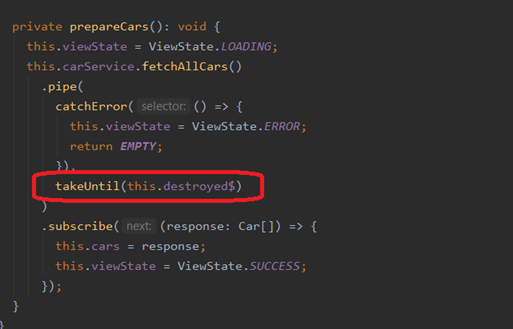 private prepareCars(): void {
this.viewState = ViewState.LOADING;
this.carService.fetchAllCars()
.pipe(
catchError( selector: () => {
this.viewState = ViewState.ERROR;
return EMPTY;
}),
takeUntil(this.destroyed$)
)
.subscribe( next: (response: Car[]) => {
this.cars = response;
this.viewState = ViewState.SUCCESS;
});
}
}